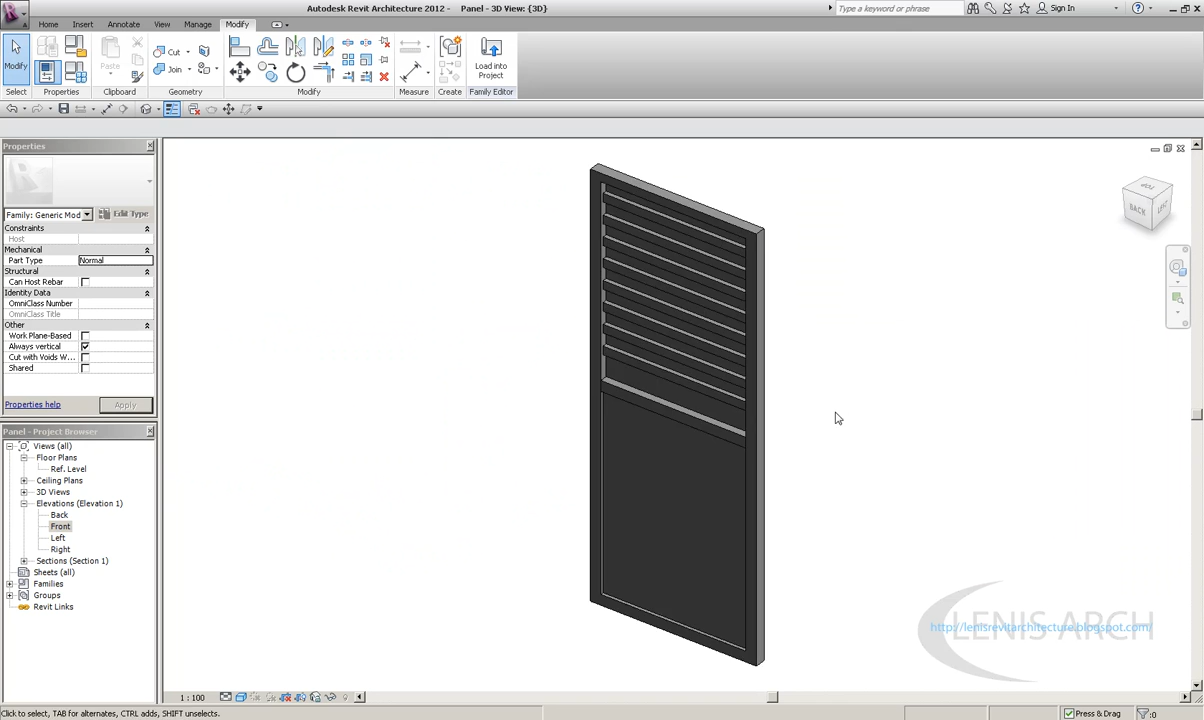 Autodesk Revit Architecture 2012 - Panel - 3D View: {3D}
Type a keyword or phrase
Sign In
Home Insert Annotate View Manage Modify
Modify
Paste
Cut
Join
Load into
Project
Select Properties Clipboard Geometry Modify Measure Create Family Editor
Properties
Family: Generic Mod
Edit Type
Constraints
Host
Mechanical
Part Type Normal
Structural
Can Host Rebar
Identity Data
OmniClass Number
OmniClass Title
Other
Work Plane-Based
Always vertical
Cut with Voids W...
Shared
Properties help
Apply
Panel - Project Browser
Views (all)
Floor Plans
Ref. Level
Ceiling Plans
3D Views
Elevations (Elevation 1)
Back
Front
Left
Right
Sections (Section 1)
Sheets (all)
Families
Groups
Revit Links
TOP
BACK
LEFT
LENIS ARCH
http://lenisrevitarchitecture.blogspot.com/
1 : 100
Click to select, TAB for alternates, CTRL adds, SHIFT unselects.
Press & Drag
:0